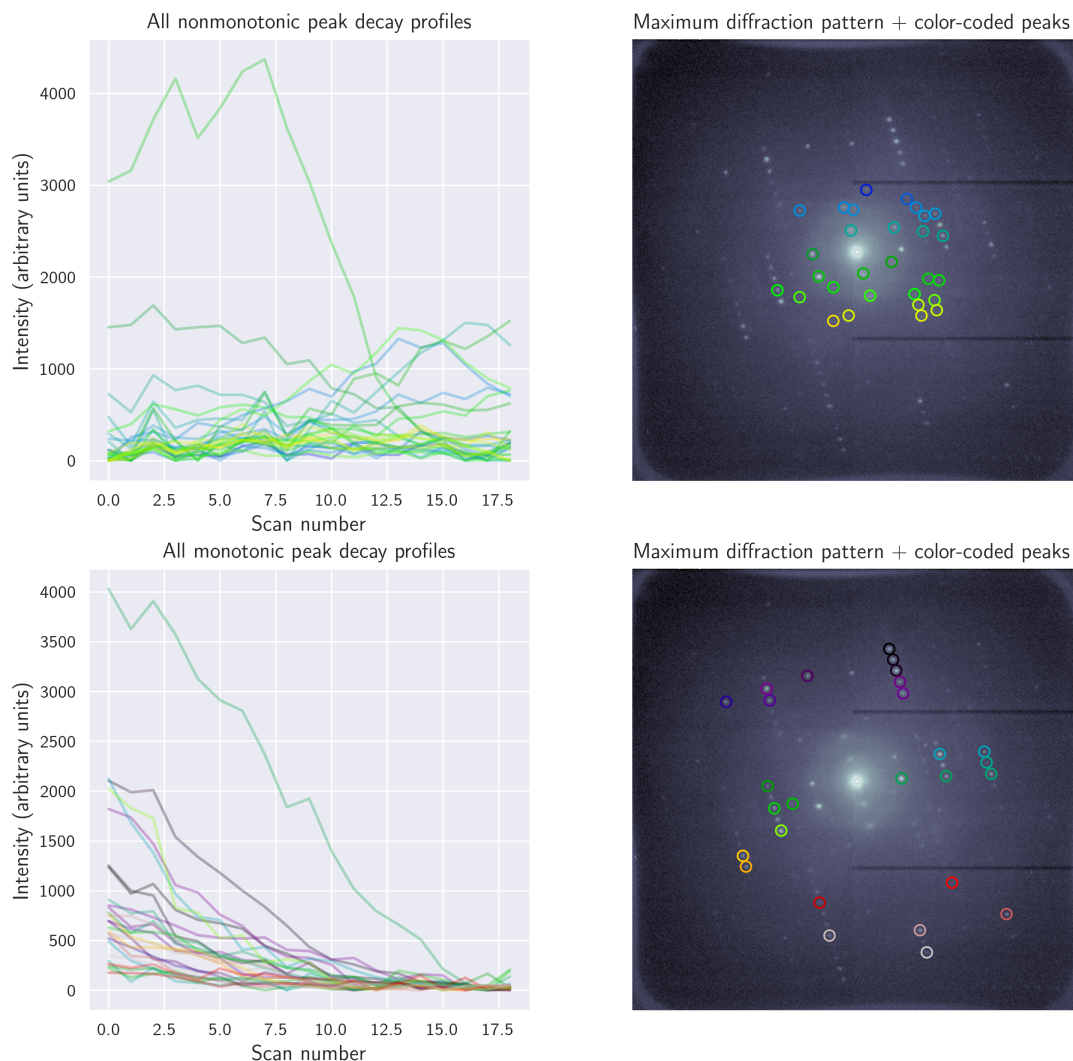 All nonmonotonic peak decay profiles
Maximum diffraction pattern + color-coded peaks
Intensity (arbitrary units)
4000
3000
2000
1000
0
0.0 2.5 5.0 7.5 10.0 12.5 15.0 17.5
Scan number
All monotonic peak decay profiles
Maximum diffraction pattern + color-coded peaks
Intensity (arbitrary units)
4000
3500
3000
2500
2000
1500
1000
500
0
0.0 2.5 5.0 7.5 10.0 12.5 15.0 17.5
Scan number